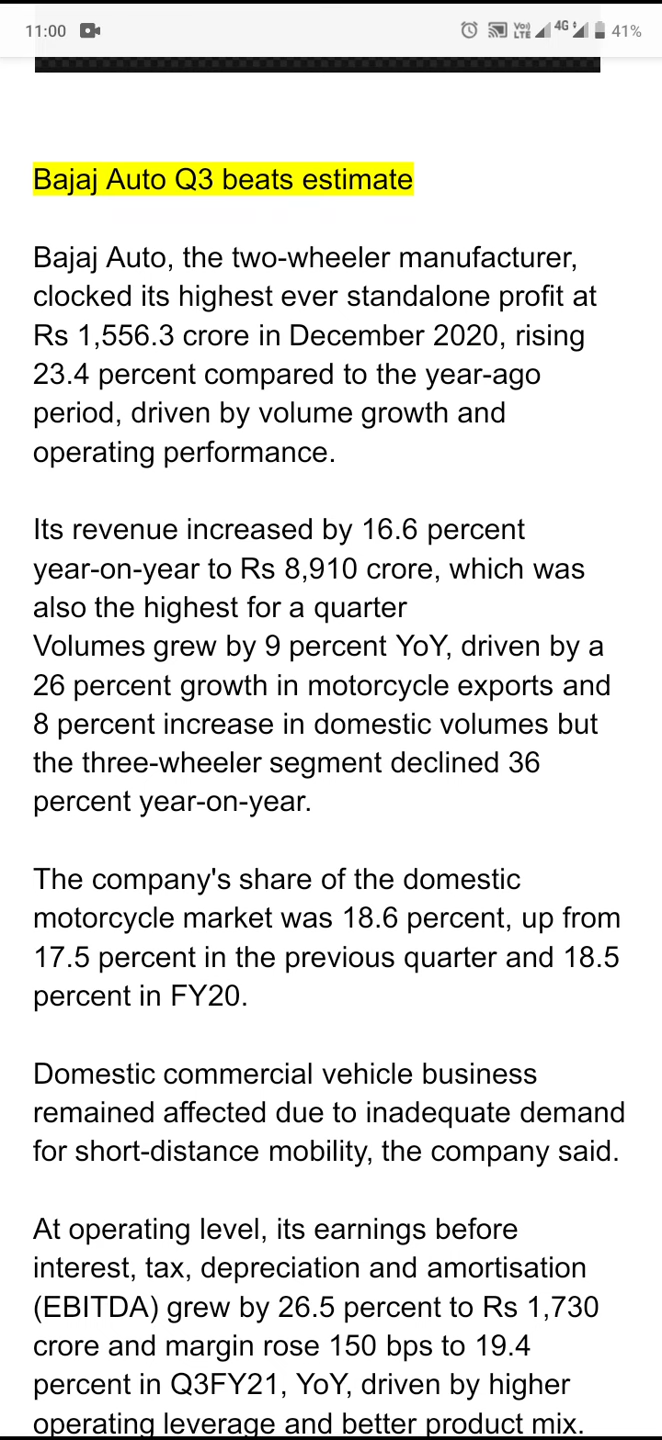 11:00
Vo)) LTE 4G 41%
Bajaj Auto Q3 beats estimate
Bajaj Auto, the two-wheeler manufacturer,
clocked its highest ever standalone profit at
Rs 1,556.3 crore in December 2020, rising
23.4 percent compared to the year-ago
period, driven by volume growth and
operating performance.
Its revenue increased by 16.6 percent
year-on-year to Rs 8,910 crore, which was
also the highest for a quarter
Volumes grew by 9 percent YoY, driven by a
26 percent growth in motorcycle exports and
8 percent increase in domestic volumes but
the three-wheeler segment declined 36
percent year-on-year.
The company's share of the domestic
motorcycle market was 18.6 percent, up from
17.5 percent in the previous quarter and 18.5
percent in FY20.
Domestic commercial vehicle business
remained affected due to inadequate demand
for short-distance mobility, the company said.
At operating level, its earnings before
interest, tax, depreciation and amortisation
(EBITDA) grew by 26.5 percent to Rs 1,730
crore and margin rose 150 bps to 19.4
percent in Q3FY21, YoY, driven by higher
operating leverage and better product mix.